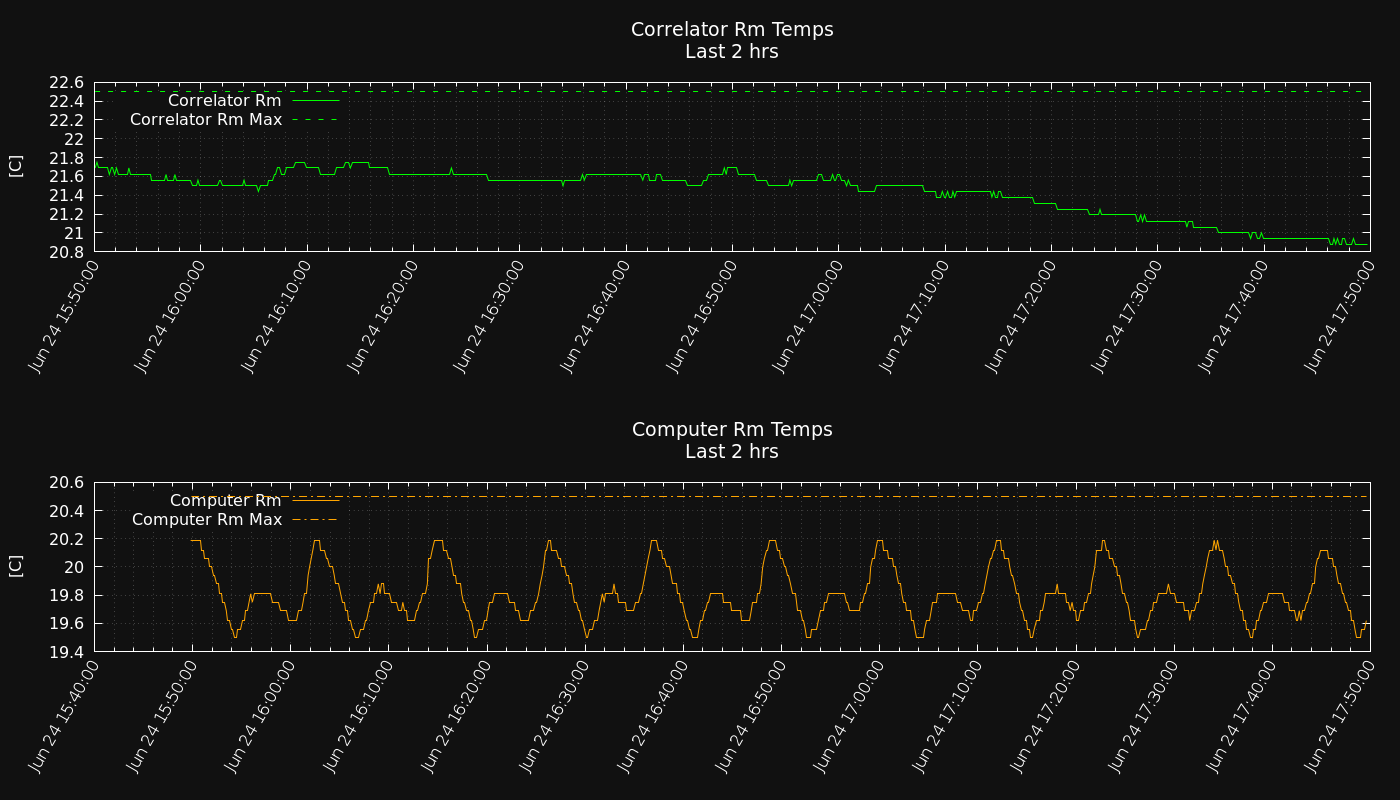 Correlator Rm Temps
Last 2 hrs
[C]
22.6
22.4
22.2
22
21.8
21.6
21.4
21.2
21
20.8
Correlator Rm
Correlator Rm Max
Jun 24 15:50:00
Jun 24 16:00:00
Jun 24 16:10:00
Jun 24 16:20:00
Jun 24 16:30:00
Jun 24 16:40:00
Jun 24 16:50:00
Jun 24 17:00:00
Jun 24 17:10:00
Jun 24 17:20:00
Jun 24 17:30:00
Jun 24 17:40:00
Jun 24 17:50:00
Computer Rm Temps
Last 2 hrs
[C]
20.6
20.4
20.2
20
19.8
19.6
19.4
Computer Rm
Computer Rm Max
Jun 24 15:40:00
Jun 24 15:50:00
Jun 24 16:00:00
Jun 24 16:10:00
Jun 24 16:20:00
Jun 24 16:30:00
Jun 24 16:40:00
Jun 24 16:50:00
Jun 24 17:00:00
Jun 24 17:10:00
Jun 24 17:20:00
Jun 24 17:30:00
Jun 24 17:40:00
Jun 24 17:50:00